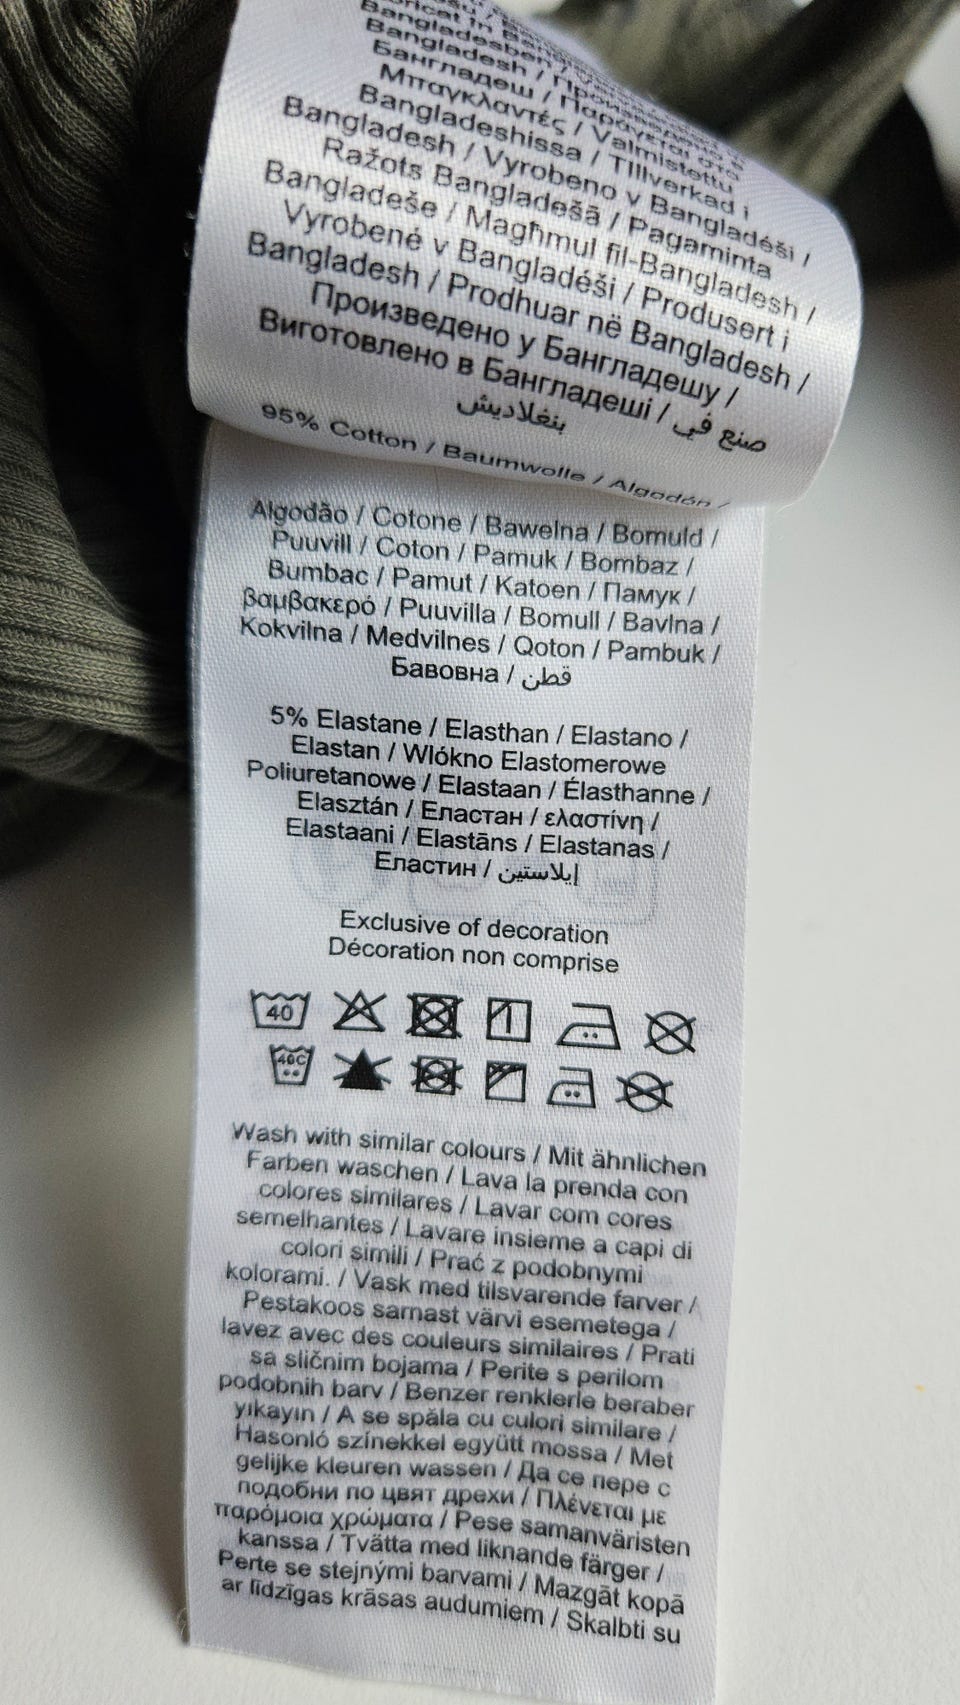 Bangladesh / Произведено в
Бангладеш / Παράγεται στο
Μπαγκλαντές / Valmistettu
Bangladeshissa / Tillverkad i
Bangladesh / Vyrobeno v Bangladéši /
Ražots Bangladešā / Pagaminta
Bangladeše / Magħmul fil-Bangladesh /
Vyrobené v Bangladéši / Produsert i
Bangladesh / Prodhuar në Bangladesh /
Произведено у Бангладешу /
Виготовлено в Бангладеші / صنع في
بنغلاديش
95% Cotton / Baumwolle / Algodón /
Algodão / Cotone / Bawełna / Bomuld /
Puuvill / Coton / Pamuk / Bombaz /
Bumbac / Pamut / Katoen / Памук /
βαμβακερό / Puuvilla / Bomull / Bavlna /
Kokvilna / Medvilnes / Qoton / Pambuk /
Бавовна / قطن
5% Elastane / Elasthan / Elastano /
Elastan / Włókno Elastomerowe
Poliuretanowe / Elastaan / Élasthanne /
Elasztán / Еластан / ελαστίνη /
Elastaani / Elastāns / Elastanas /
Еластин / إيلاستين
Exclusive of decoration
Décoration non comprise
40
40C
Wash with similar colours / Mit ähnlichen
Farben waschen / Lava la prenda con
colores similares / Lavar com cores
semelhantes / Lavare insieme a capi di
colori simili / Prać z podobnymi
kolorami. / Vask med tilsvarende farver /
Pestakoos sarnast värvi esemetega /
lavez avec des couleurs similaires / Prati
sa sličnim bojama / Perite s perilom
podobnih barv / Benzer renklerle beraber
yıkayın / A se spăla cu culori similare /
Hasonló színekkel együtt mossa / Met
gelijke kleuren wassen / Да се пере с
подобни по цвят дрехи / Πλένεται με
παρόμοια χρώματα / Pese samanväristen
kanssa / Tvätta med liknande färger /
Perte se stejnými barvami / Mazgāt kopā
ar līdzīgas krāsas audumiem / Skalbti su